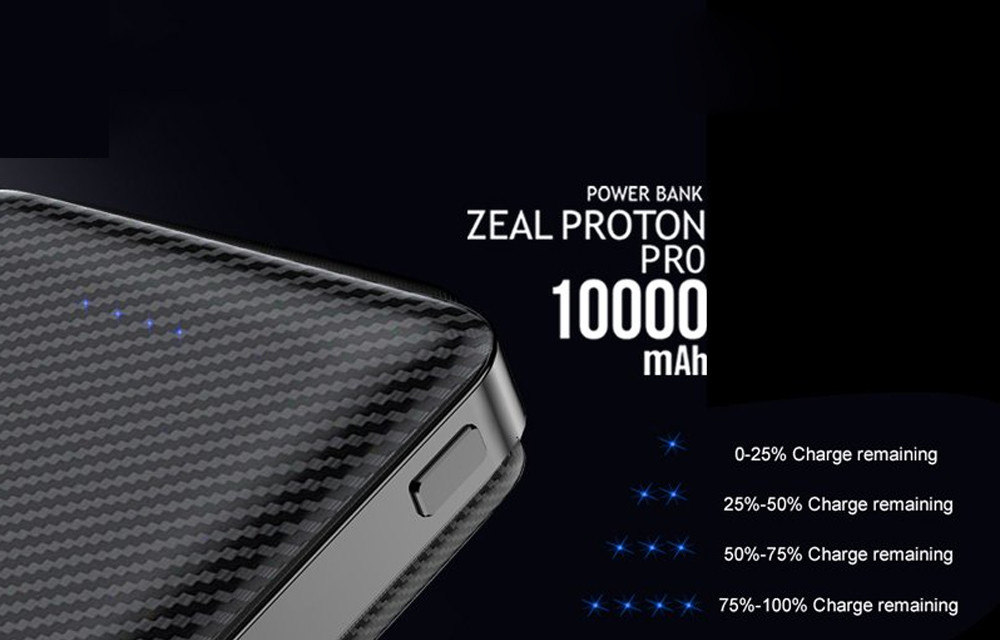 POWER BANK
ZEAL PROTON
PRO
10000
mAh
0-25% Charge remaining
25%-50% Charge remaining
50%-75% Charge remaining
75%-100% Charge remaining